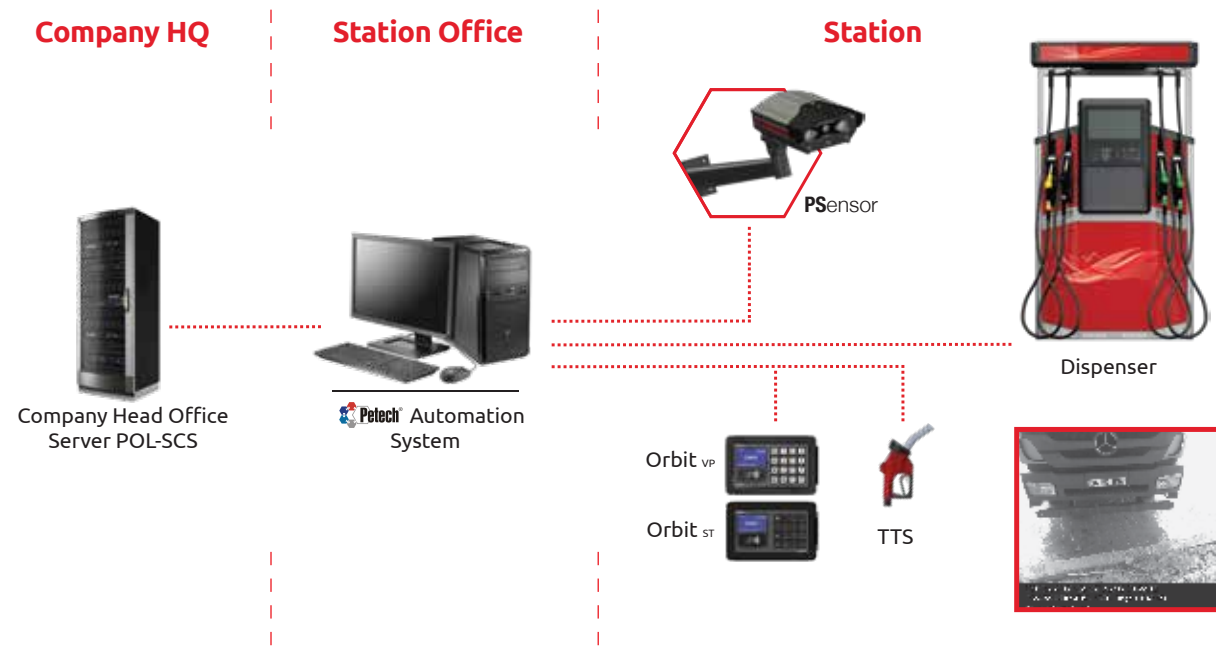 Company HQ
Station Office
Station
PSensor
Dispenser
Company Head Office
Server POL-SCS
Petech® Automation
System
Orbit VP
Orbit ST
TTS